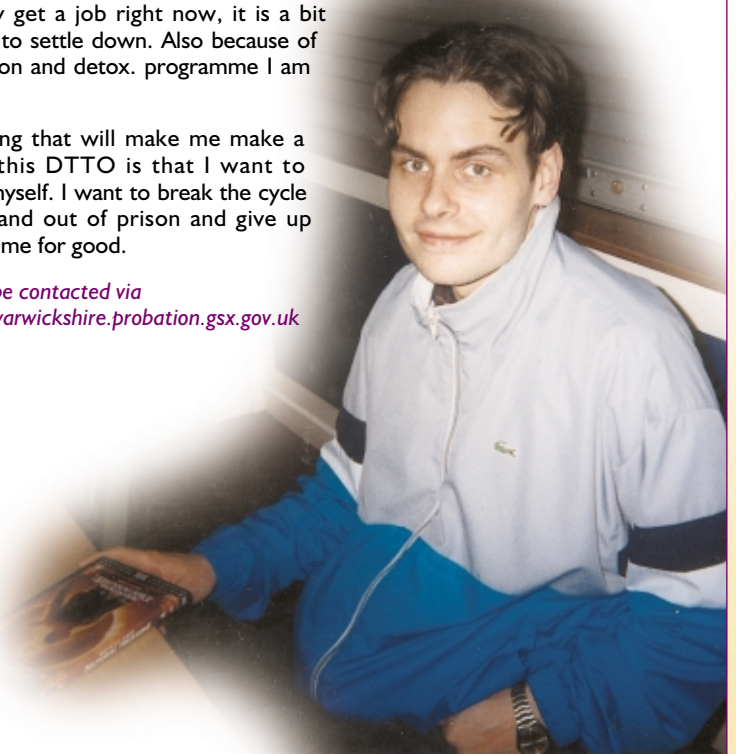 get a job right now, it is a bit
to settle down. Also because of
on and detox. programme I am
ng that will make me make a
this DTTO is that I want to
myself. I want to break the cycle
and out of prison and give up
me for good.
be contacted via
warwickshire.probation.gsx.gov.uk